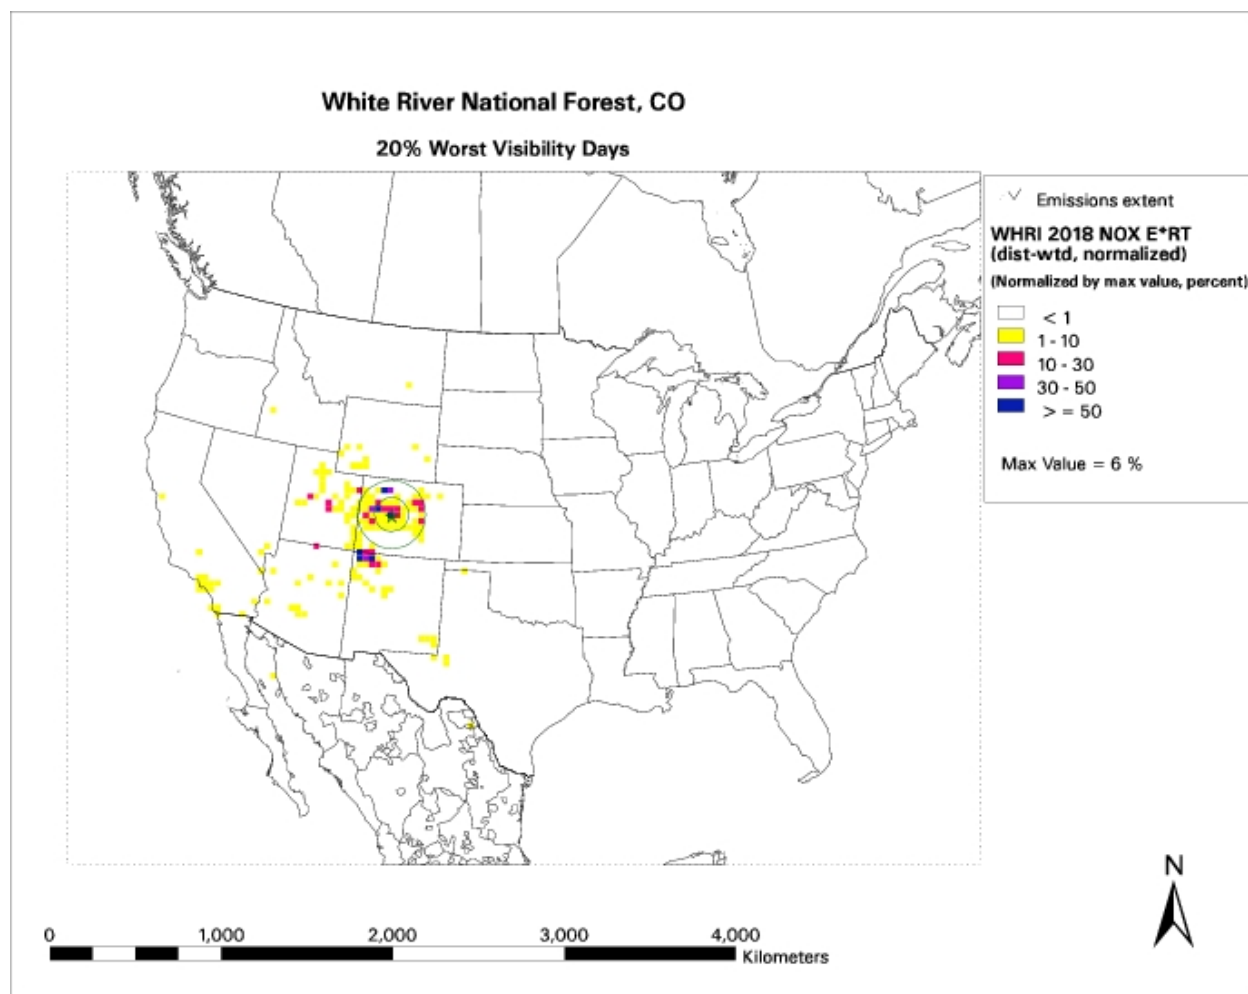 White River National Forest, CO
20% Worst Visibility Days
Emissions extent
WHRI 2018 NOX E*RT
(dist-wtd, normalized)
(Normalized by max value, percent)
< 1
1 - 10
10 - 30
30 - 50
> = 50
Max Value = 6 %
N
0 1,000 2,000 3,000 4,000
Kilometers